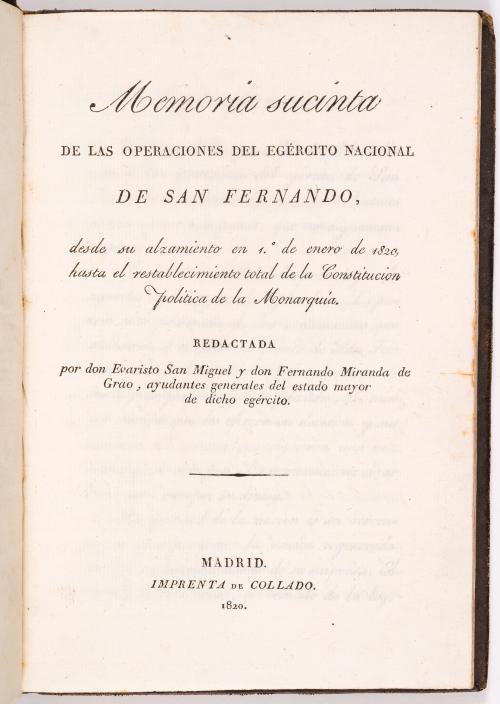 Memoria sucinta
DE LAS OPERACIONES DEL EGÉRCITO NACIONAL
DE SAN FERNANDO,
desde su alzamiento en 1.º de enero de 1820,
hasta el restablecimiento total de la Constitucion
política de la Monarquía.
REDACTADA
por don Evaristo San Miguel y don Fernando Miranda de
Grao, ayudantes generales del estado mayor
de dicho egército.
MADRID.
IMPRENTA DE COLLADO.
1820.